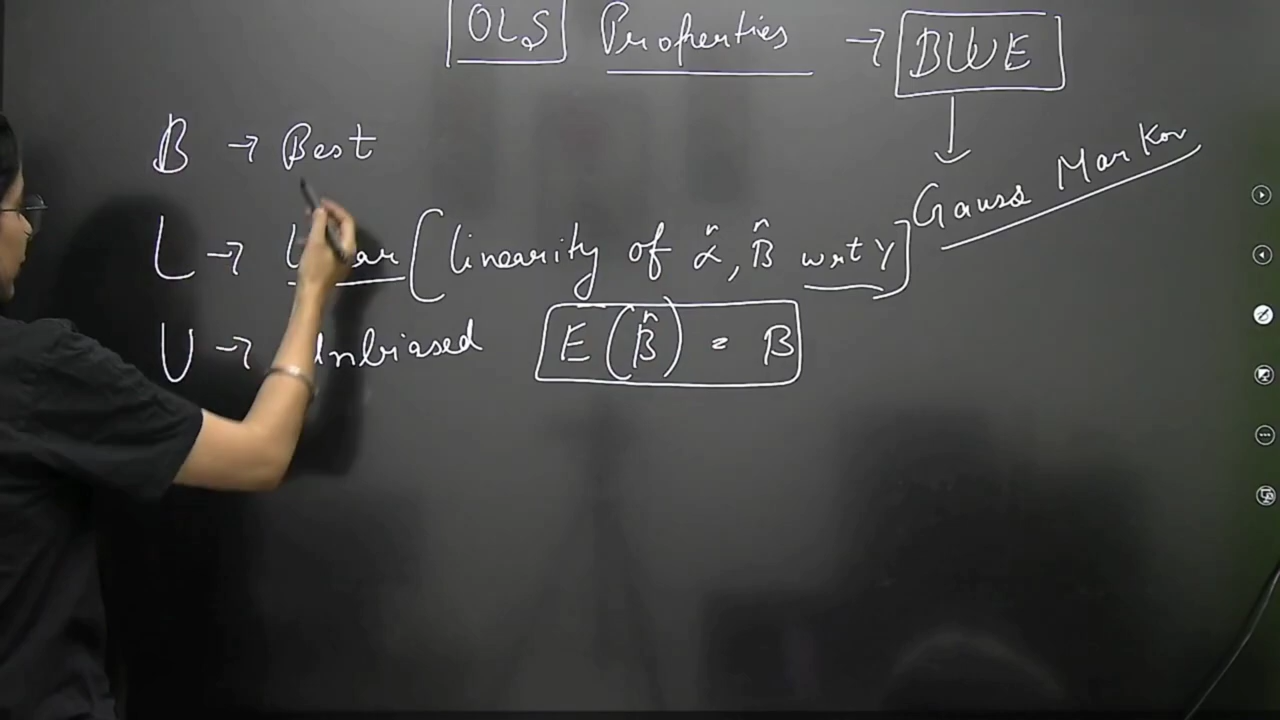 OLS Properties → BLUE
Gauss Markov
B → Best
L → Linear [linearity of α̂, β̂ wrt Y]
U → Unbiased E(β̂) = β